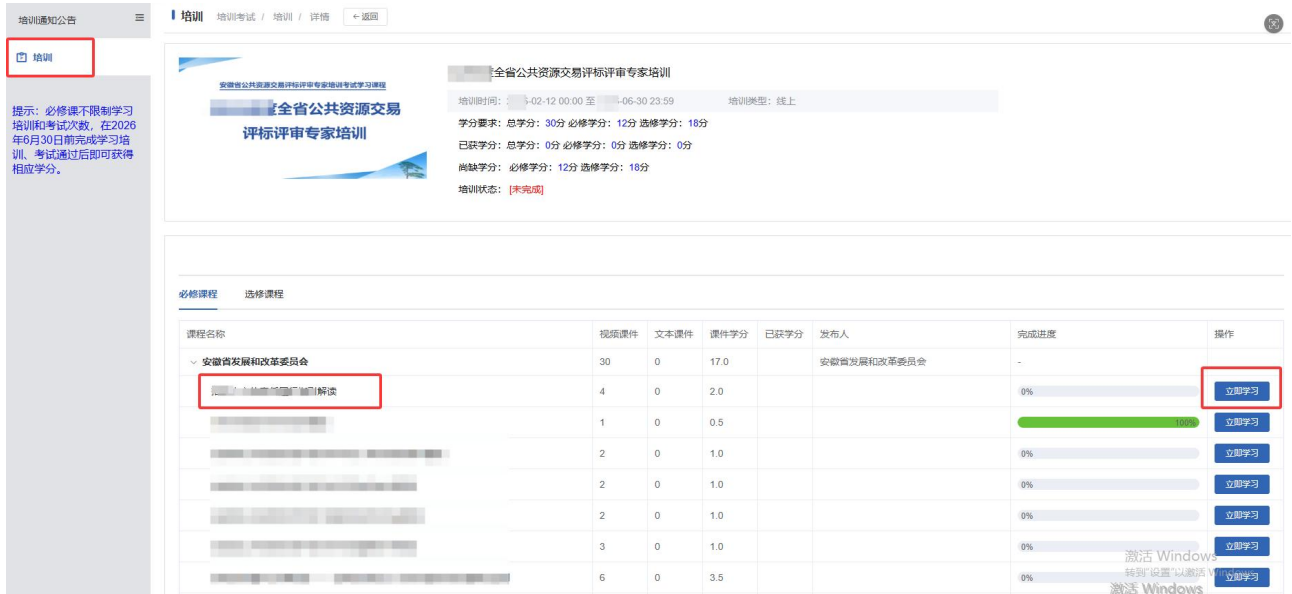 培训通知公告
培训 培训考试 / 培训 / 详情 ←返回
培训
提示：必修课不限制学习
培训和考试次数，在2026
年6月30日前完成学习培
训、考试通过后即可获得
相应学分。
安徽省公共资源交易评标评审专家培训考试学习课程
全省公共资源交易
评标评审专家培训
全省公共资源交易评标评审专家培训
培训时间： -02-12 00:00 至 -06-30 23:59 培训类型：线上
学分要求：总学分：30分 必修学分：12分 选修学分：18分
已获学分：总学分：0分 必修学分：0分 选修学分：0分
尚缺学分： 必修学分：12分 选修学分：18分
培训状态： [未完成]
必修课程 选修课程
课程名称 视频课件 文本课件 课件学分 已获学分 发布人 完成进度 操作
安徽省发展和改革委员会 30 0 17.0 安徽省发展和改革委员会 -
解读 4 0 2.0 0% 立即学习
1 0 0.5 100% 立即学习
2 0 1.0 0% 立即学习
2 0 1.0 0% 立即学习
2 0 1.0 0% 立即学习
3 0 1.0 0% 立即学习
6 0 3.5 0% 立即学习
激活 Windows
转到"设置"以激活 Windows
激活 Windows